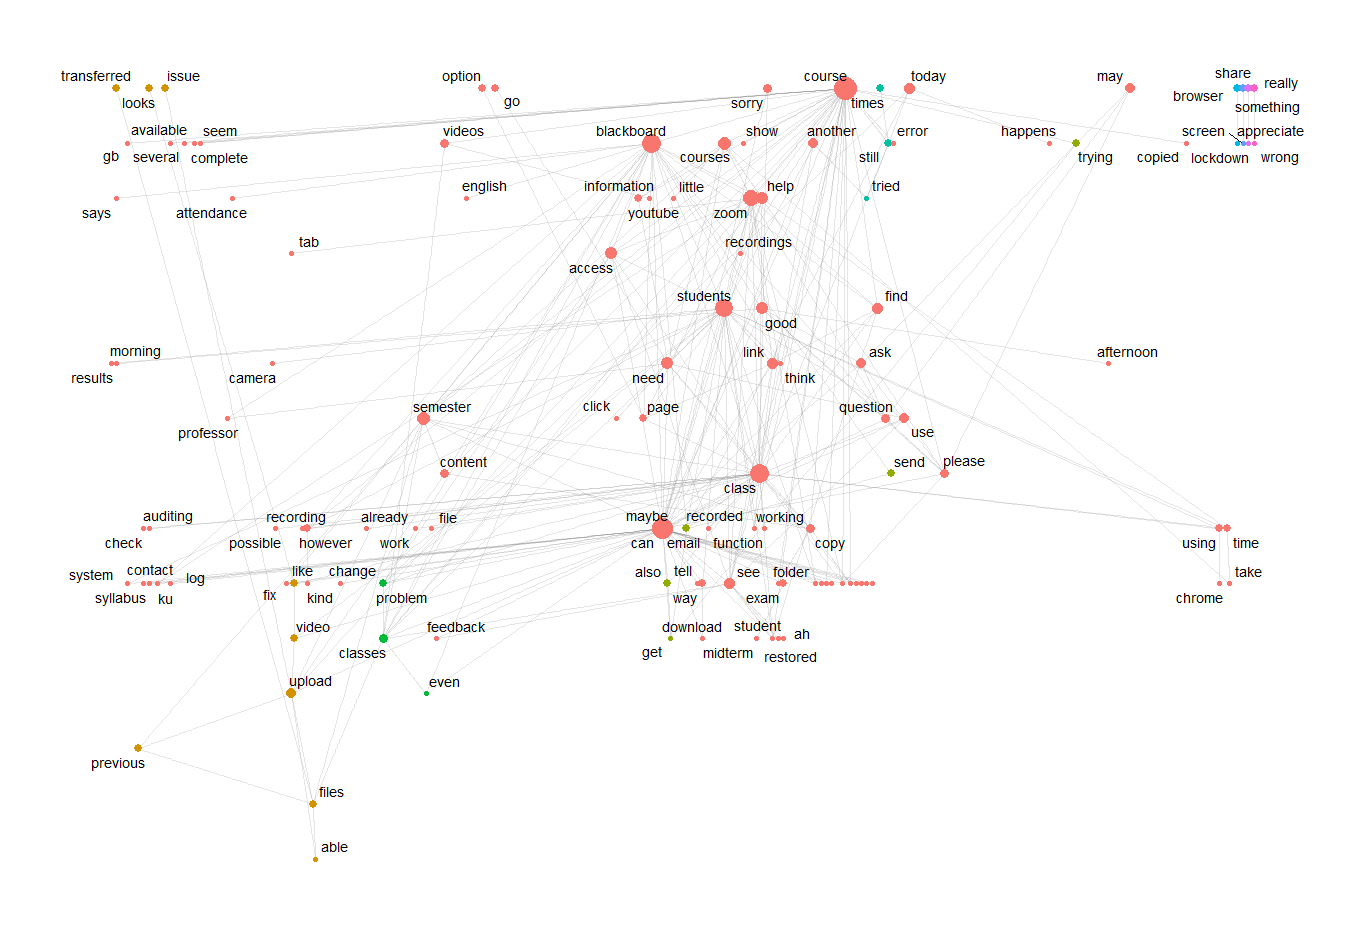 transferred
looks
issue
option
go
sorry
course
times
today
may
share
really
browser
something
gb
available
several
seem
complete
videos
blackboard
courses
show
another
still
error
happens
trying
copied
screen
appreciate
lockdown
wrong
says
attendance
english
information
youtube
little
zoom
help
tried
tab
access
recordings
students
good
find
morning
results
camera
need
link
think
ask
afternoon
professor
semester
click
page
question
use
content
class
send
please
auditing
check
recording
possible
however
already
work
file
maybe
can
recorded
email
function
working
copy
using
time
system
contact
syllabus
ku
log
like
fix
kind
change
problem
also
tell
way
see
folder
exam
take
chrome
video
classes
feedback
download
get
midterm
student
ah
restored
upload
even
previous
files
able